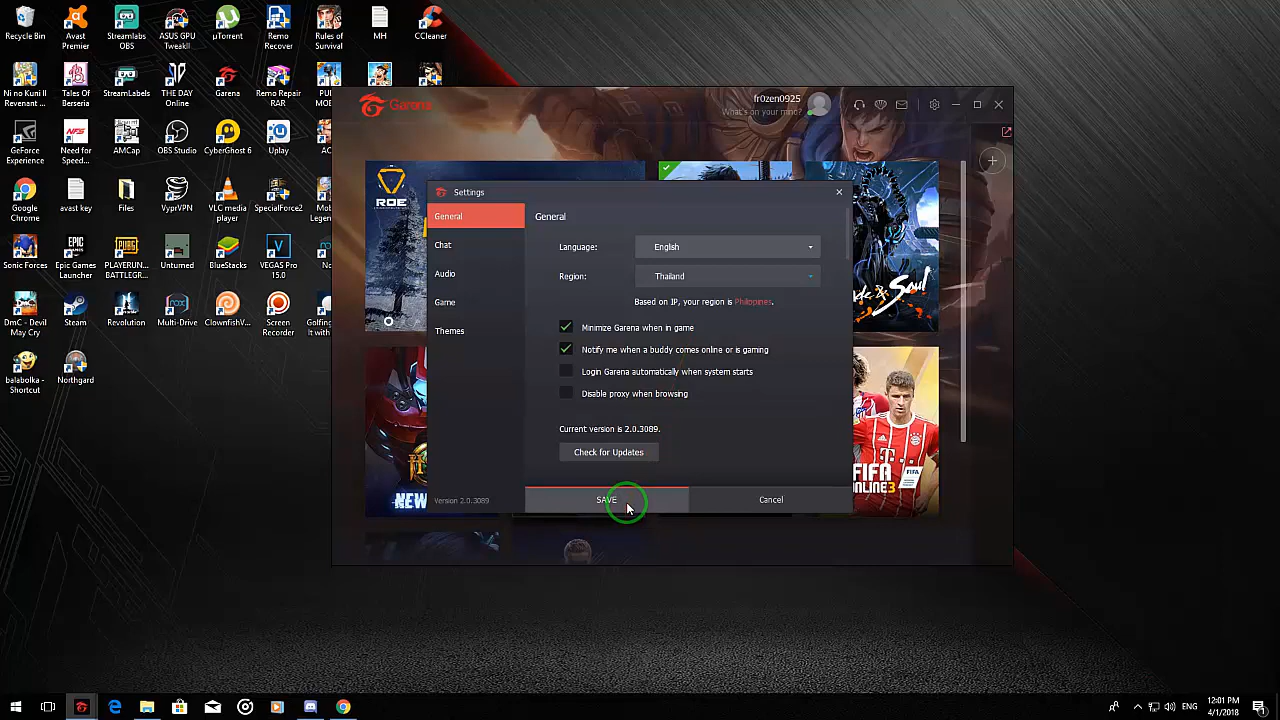 Recycle Bin
Avast Premier
Streamlabs OBS
ASUS GPU TweakII
µTorrent
Remo Recover
Rules of Survival
MH
CCleaner
Ni no Kuni II Revenant ...
Tales Of Berseria
StreamLabels
THE DAY Online
Garena
Remo Repair RAR
GeForce Experience
Need for Speed...
AMCap
OBS Studio
CyberGhost 6
Uplay
Google Chrome
avast key
Files
VyprVPN
VLC media player
SpecialForce2
Sonic Forces
Epic Games Launcher
PLAYERUN... BATTLEGR...
Unturned
BlueStacks
VEGAS Pro 15.0
DmC - Devil May Cry
Steam
Revolution
Multi-Drive
ClownfishV...
Screen Recorder
balabolka - Shortcut
Northgard
Garena
fr0zen0925
What's on your mind?
ROE
FIFA
ONLINE 3
NEW
Settings
General
Chat
Audio
Game
Themes
Version 2.0.3089
General
Language:
English
Region:
Thailand
Based on IP, your region is Philippines.
Minimize Garena when in game
Notify me when a buddy comes online or is gaming
Login Garena automatically when system starts
Disable proxy when browsing
Current version is 2.0.3089.
Check for Updates
SAVE
Cancel
ENG
12:01 PM
4/1/2018